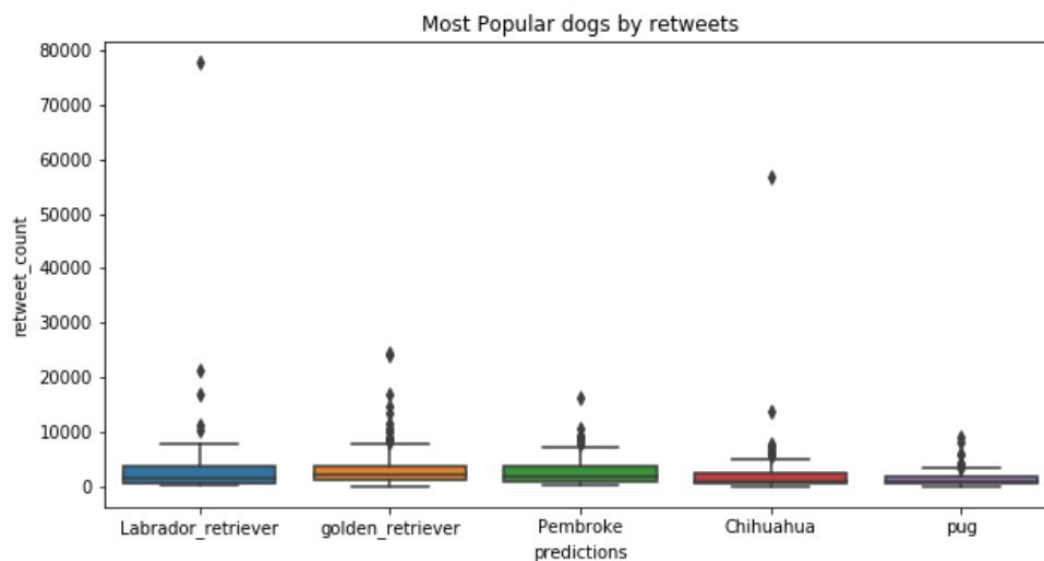 Most Popular dogs by retweets
retweet_count
80000
70000
60000
50000
40000
30000
20000
10000
0
Labrador_retriever golden_retriever Pembroke Chihuahua pug
predictions